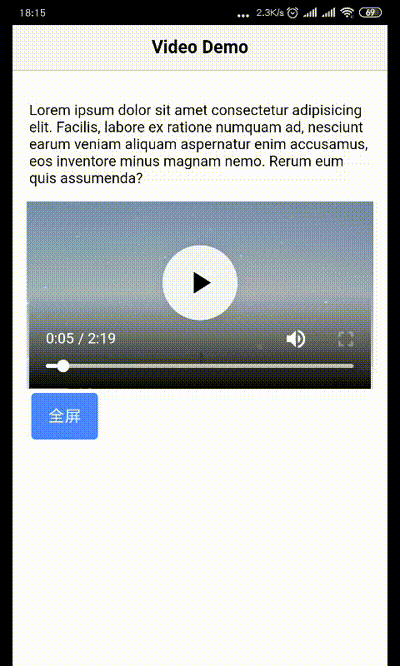 18:15
... 2.3K/s 69
Video Demo
Lorem ipsum dolor sit amet consectetur adipisicing
elit. Facilis, labore ex ratione numquam ad, nesciunt
earum veniam aliquam aspernatur enim accusamus,
eos inventore minus magnam nemo. Rerum eum
quis assumenda?
0:05 / 2:19
全屏